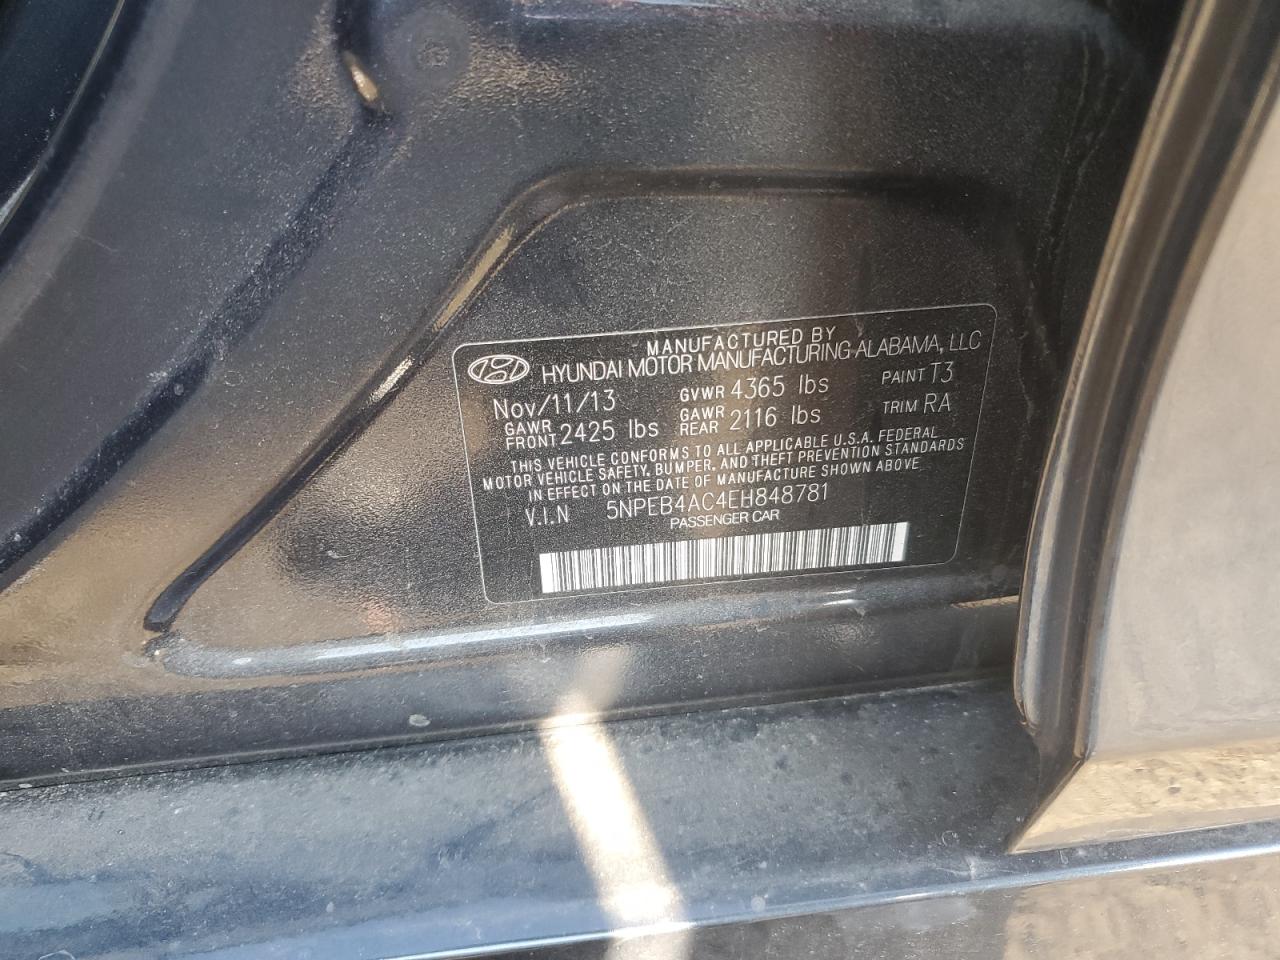 MANUFACTURED BY
HYUNDAI MOTOR MANUFACTURING ALABAMA, LLC
Nov/11/13 GVWR 4365 lbs PAINT T3
GAWR FRONT 2425 lbs GAWR REAR 2116 lbs TRIM RA
THIS VEHICLE CONFORMS TO ALL APPLICABLE U.S.A. FEDERAL
MOTOR VEHICLE SAFETY, BUMPER, AND THEFT PREVENTION STANDARDS
IN EFFECT ON THE DATE OF MANUFACTURE SHOWN ABOVE
V.I.N 5NPEB4AC4EH848781
PASSENGER CAR